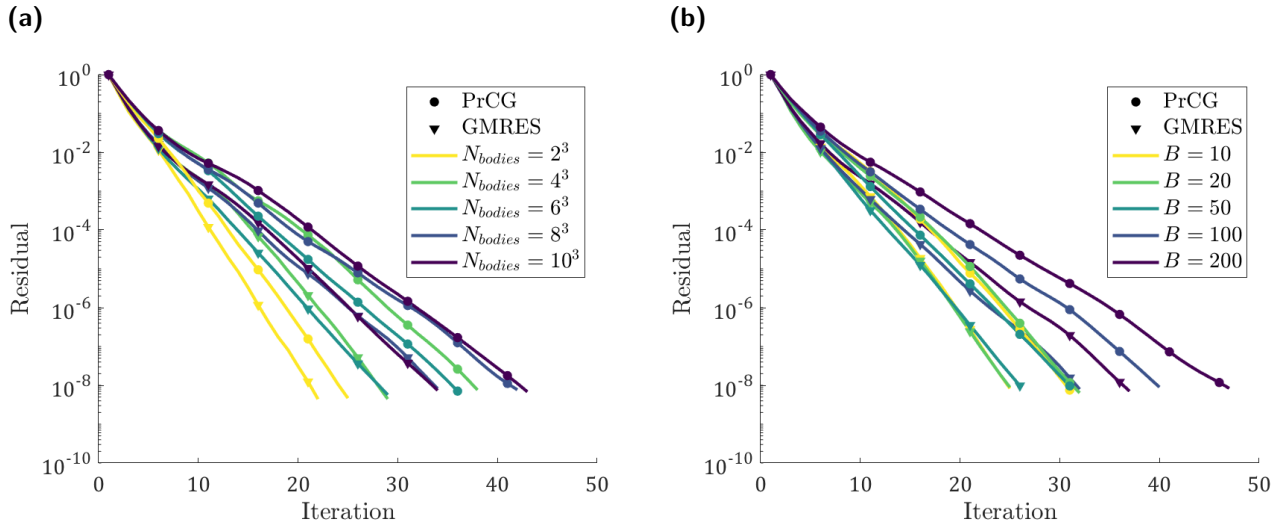 (a)
10^0
10^-2
10^-4
10^-6
10^-8
10^-10
Residual
0
10
20
30
40
50
Iteration
PrCG
GMRES
N_bodies = 2^3
N_bodies = 4^3
N_bodies = 6^3
N_bodies = 8^3
N_bodies = 10^3
(b)
10^0
10^-2
10^-4
10^-6
10^-8
10^-10
Residual
0
10
20
30
40
50
Iteration
PrCG
GMRES
B = 10
B = 20
B = 50
B = 100
B = 200